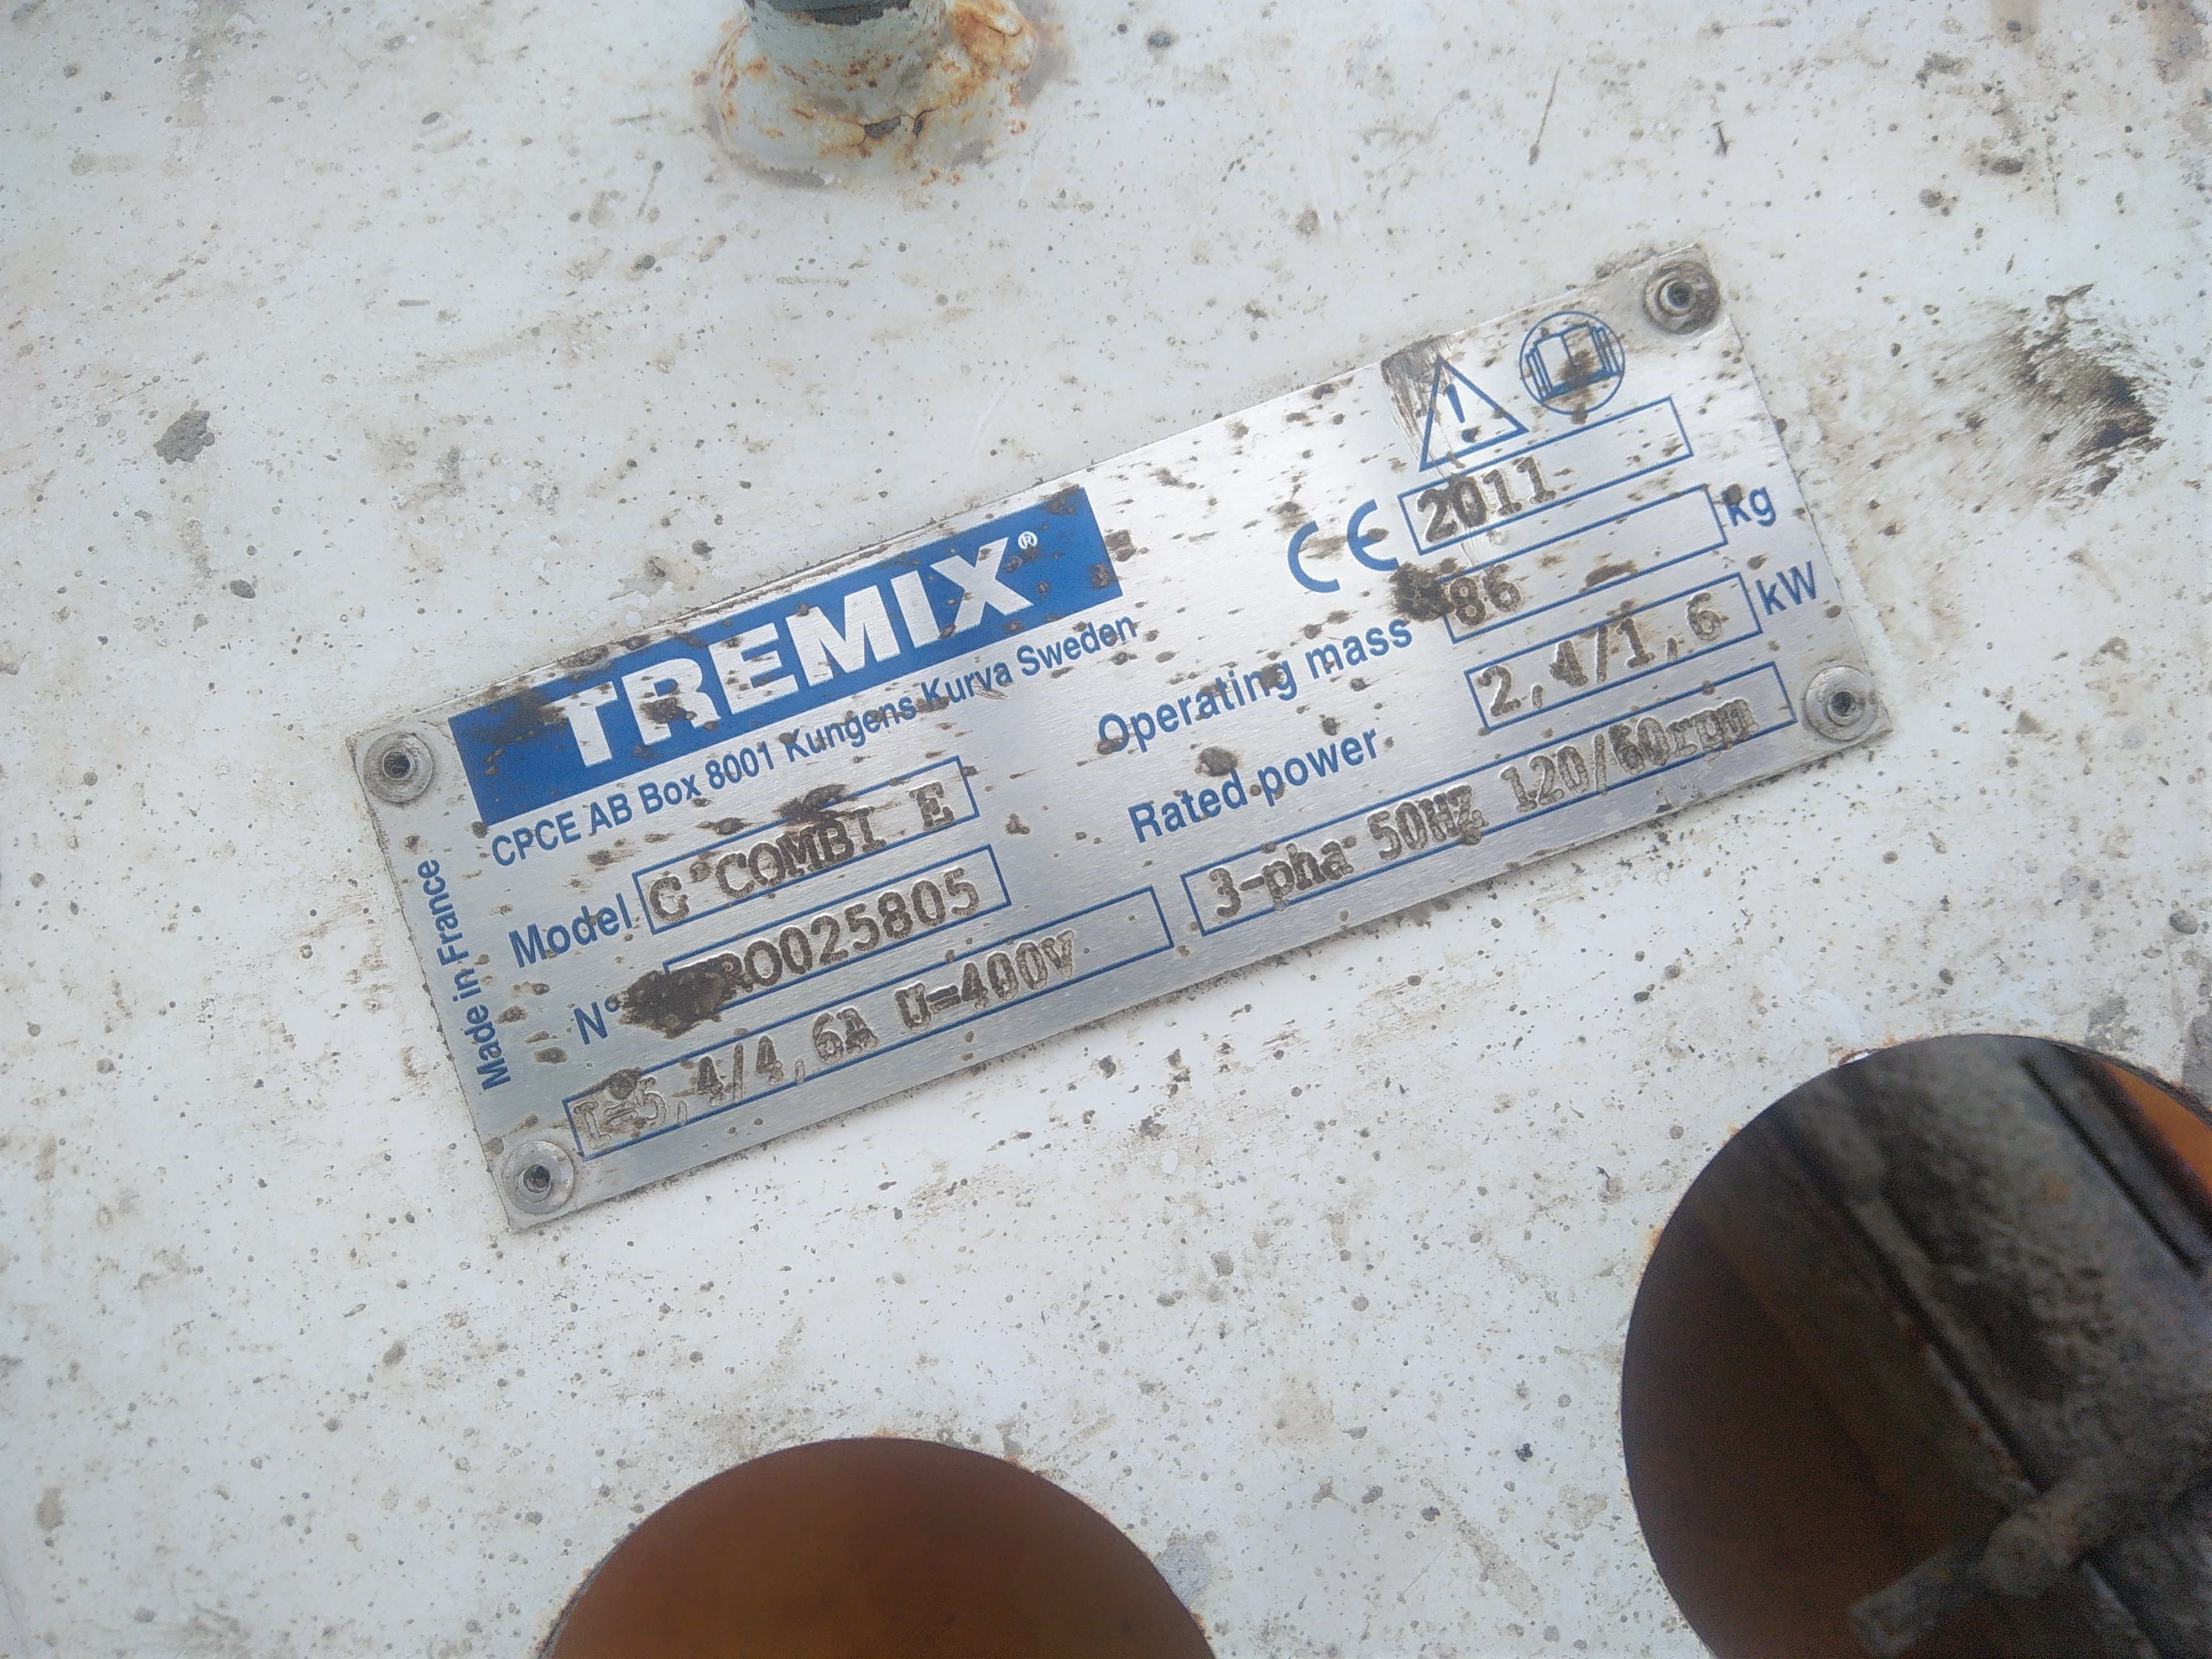 TREMIX®
CPCE AB Box 8001 Kungens Kurva Sweden
Made in France
Model G COMBI E
N° RO025805
I=5,4/4,6A U=400V
CE 2011
Operating mass 86 kg
Rated power 2,4/1,6 kW
3-pha 50HZ 120/60rpm